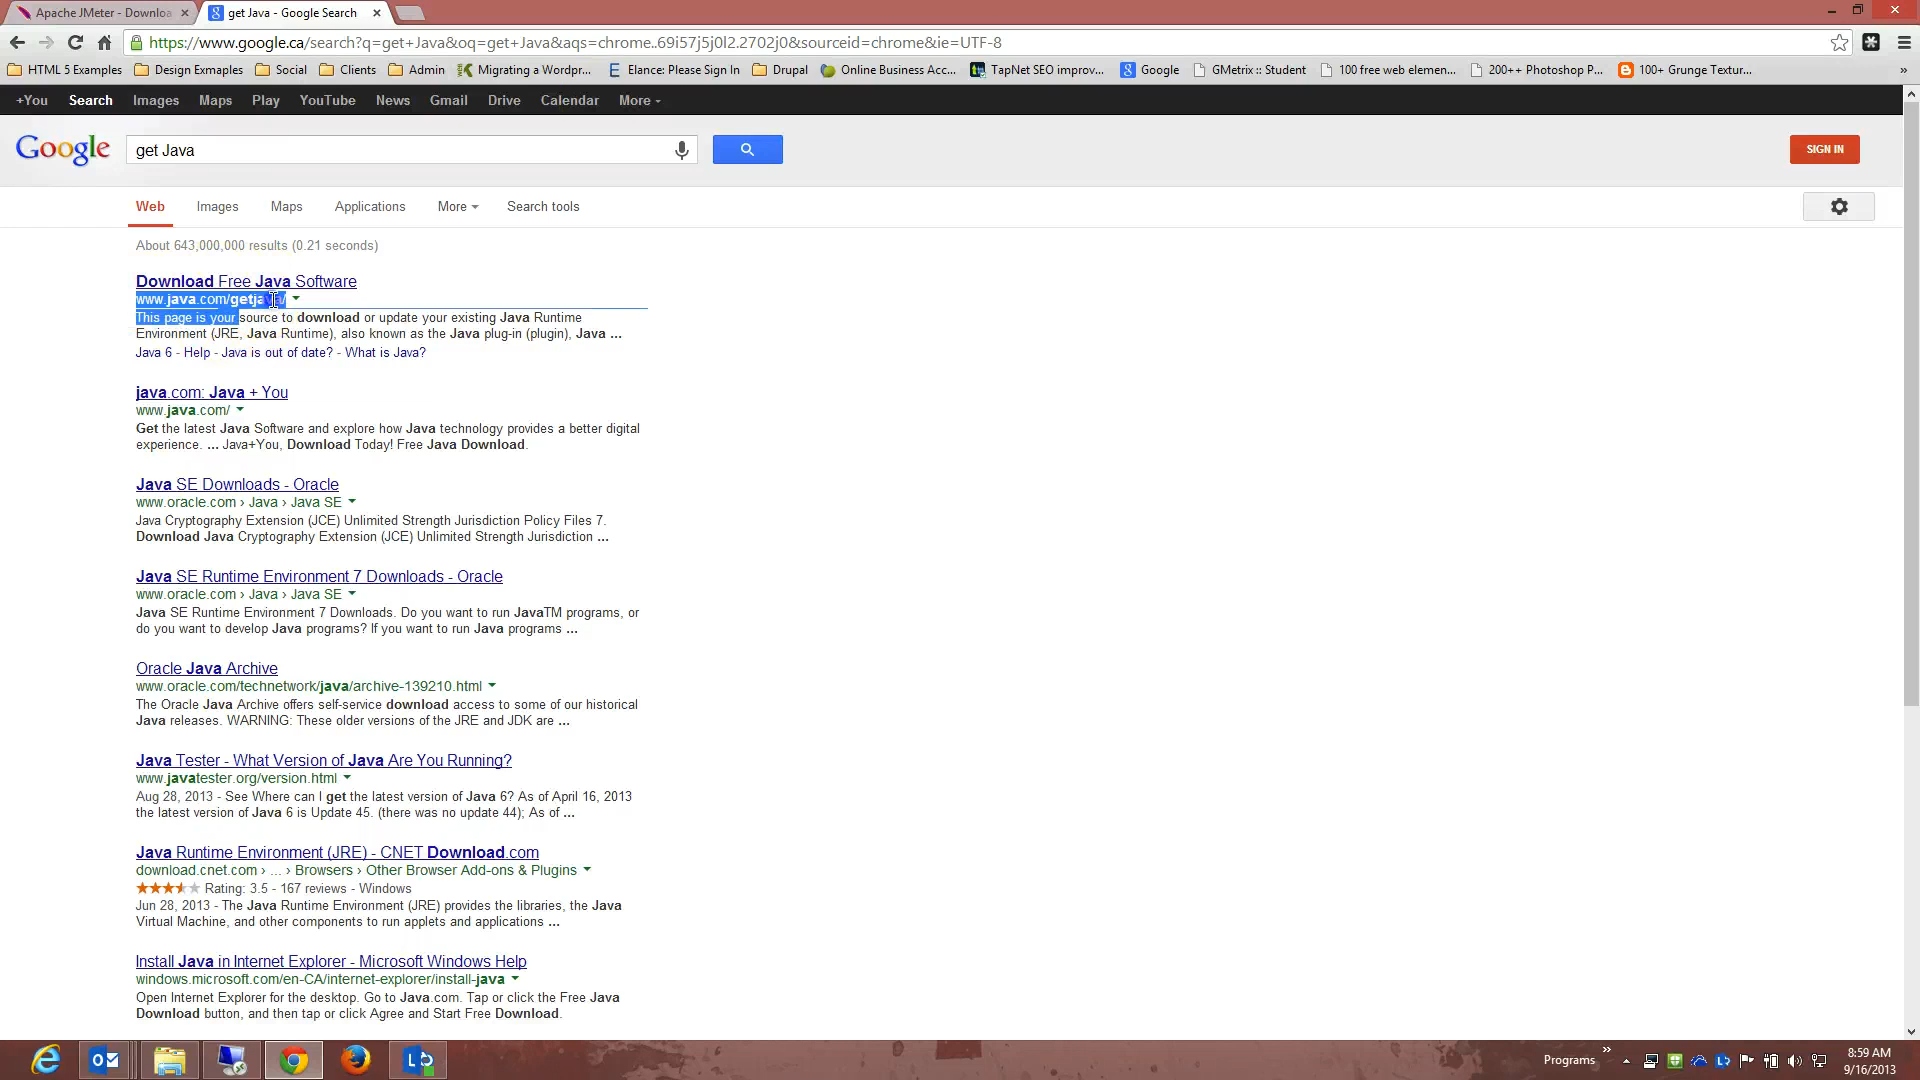 Apache JMeter - Downloa
get Java - Google Search
https://www.google.ca/search?q=get+Java&oq=get+Java&aqs=chrome..69i57j5j0l2.2702j0&sourceid=chrome&ie=UTF-8
HTML 5 Examples Design Exmaples Social Clients Admin Migrating a Wordpr... Elance: Please Sign In Drupal Online Business Acc... TapNet SEO improv... Google GMetrix :: Student 100 free web elemen... 200++ Photoshop P... 100+ Grunge Textur... »
+You Search Images Maps Play YouTube News Gmail Drive Calendar More
Google get Java SIGN IN
Web Images Maps Applications More Search tools
About 643,000,000 results (0.21 seconds)
Download Free Java Software
www.java.com/getjava/
This page is your source to download or update your existing Java Runtime
Environment (JRE, Java Runtime), also known as the Java plug-in (plugin), Java ...
Java 6 - Help - Java is out of date? - What is Java?
java.com: Java + You
www.java.com/
Get the latest Java Software and explore how Java technology provides a better digital
experience. ... Java+You, Download Today! Free Java Download.
Java SE Downloads - Oracle
www.oracle.com › Java › Java SE
Java Cryptography Extension (JCE) Unlimited Strength Jurisdiction Policy Files 7.
Download Java Cryptography Extension (JCE) Unlimited Strength Jurisdiction ...
Java SE Runtime Environment 7 Downloads - Oracle
www.oracle.com › Java › Java SE
Java SE Runtime Environment 7 Downloads. Do you want to run JavaTM programs, or
do you want to develop Java programs? If you want to run Java programs ...
Oracle Java Archive
www.oracle.com/technetwork/java/archive-139210.html
The Oracle Java Archive offers self-service download access to some of our historical
Java releases. WARNING: These older versions of the JRE and JDK are ...
Java Tester - What Version of Java Are You Running?
www.javatester.org/version.html
Aug 28, 2013 - See Where can I get the latest version of Java 6? As of April 16, 2013
the latest version of Java 6 is Update 45. (there was no update 44); As of ...
Java Runtime Environment (JRE) - CNET Download.com
download.cnet.com › ... › Browsers › Other Browser Add-ons & Plugins
Rating: 3.5 - 167 reviews - Windows
Jun 28, 2013 - The Java Runtime Environment (JRE) provides the libraries, the Java
Virtual Machine, and other components to run applets and applications ...
Install Java in Internet Explorer - Microsoft Windows Help
windows.microsoft.com/en-CA/internet-explorer/install-java
Open Internet Explorer for the desktop. Go to Java.com. Tap or click the Free Java
Download button, and then tap or click Agree and Start Free Download.
Programs »
8:59 AM
9/16/2013